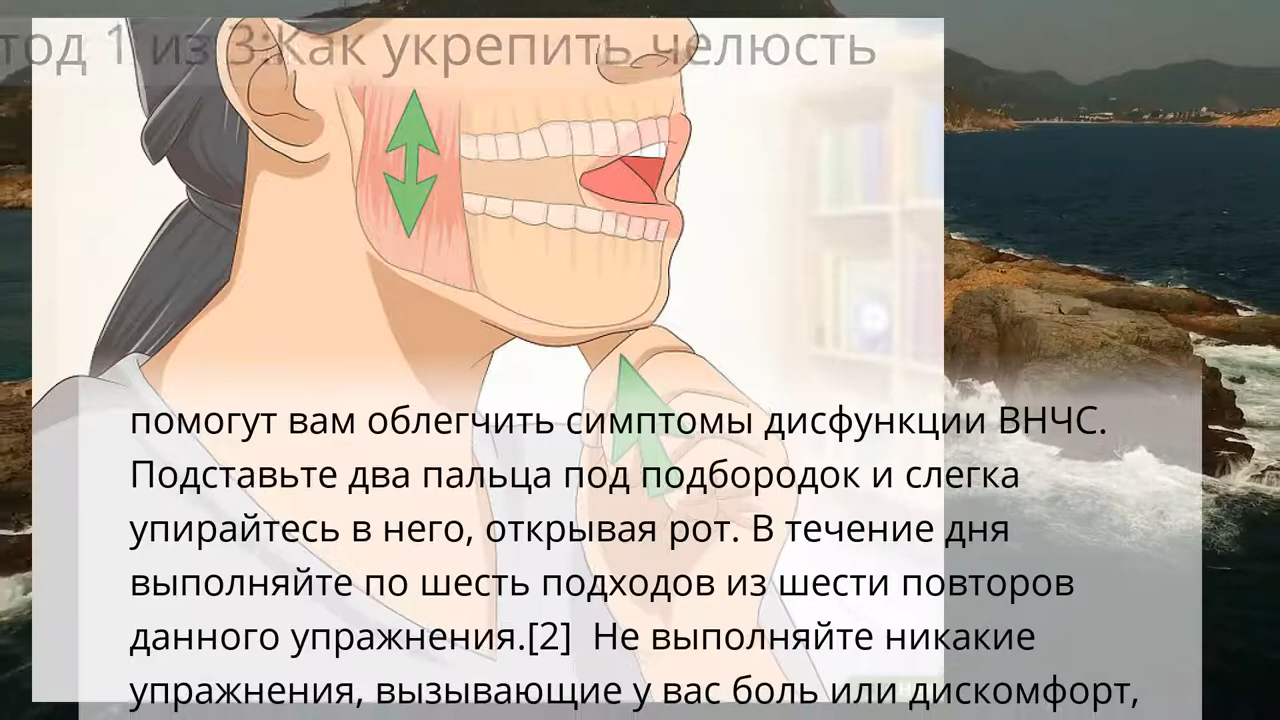 тод 1 из 3:Как укрепить челюсть
помогут вам облегчить симптомы дисфункции ВНЧС.
Подставьте два пальца под подбородок и слегка
упирайтесь в него, открывая рот. В течение дня
выполняйте по шесть подходов из шести повторов
данного упражнения.[2]  Не выполняйте никакие
упражнения, вызывающие у вас боль или дискомфорт,